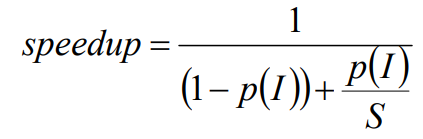 speedup = 1 / ((1 − p(I)) + p(I) / S)